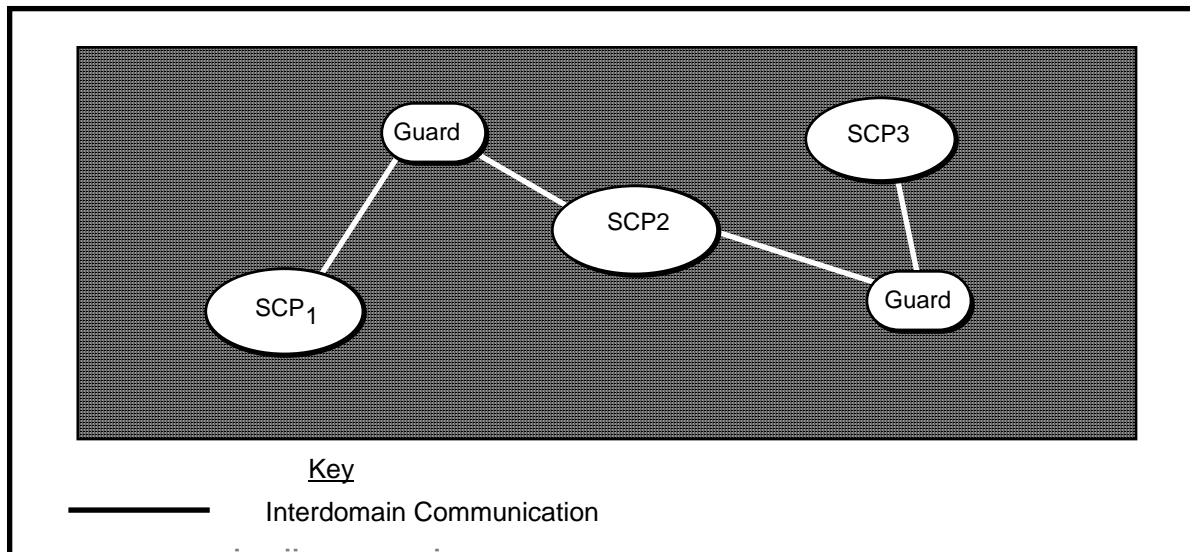 Guard
SCP3
SCP2
SCP1
Guard
Key
Interdomain Communication